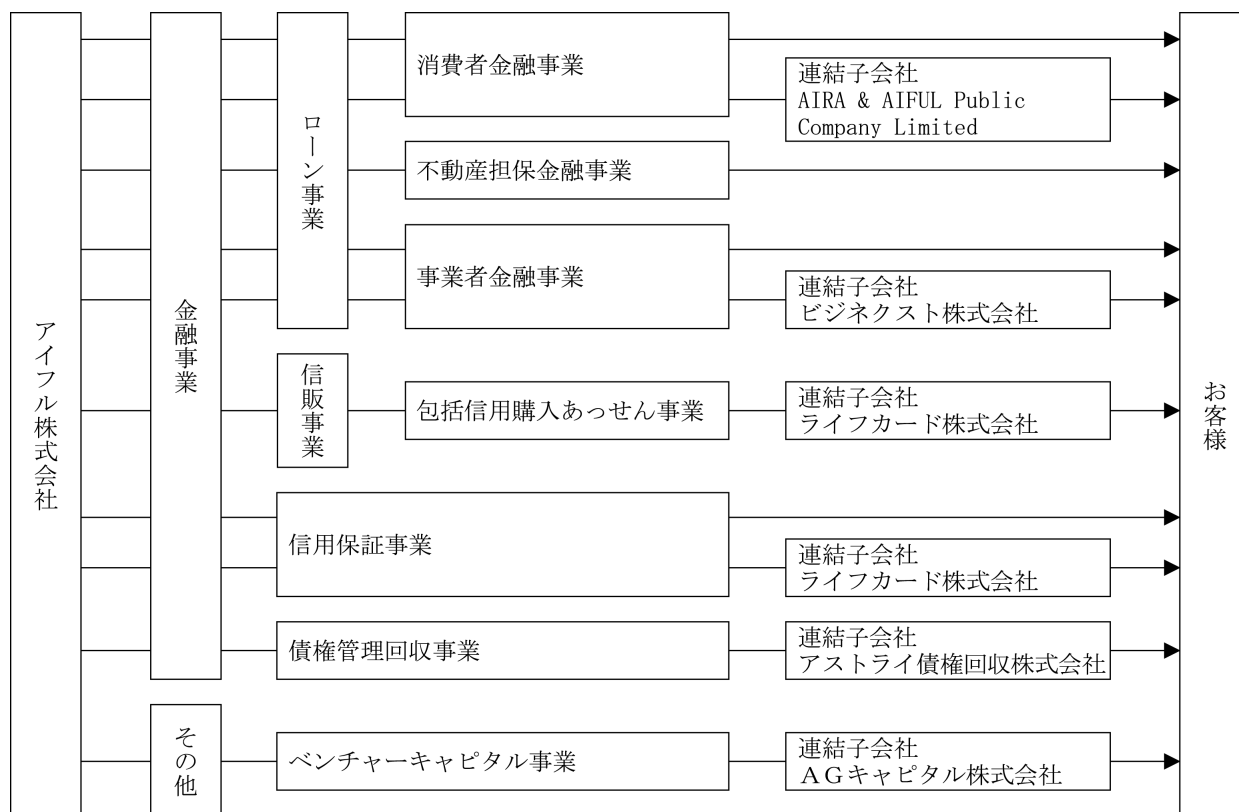 アイフル株式会社
金融事業
ローン事業
消費者金融事業
連結子会社
AIRA & AIFUL Public
Company Limited
不動産担保金融事業
事業者金融事業
連結子会社
ビジネクスト株式会社
信販事業
包括信用購入あっせん事業
連結子会社
ライフカード株式会社
信用保証事業
連結子会社
ライフカード株式会社
債権管理回収事業
連結子会社
アストライ債権回収株式会社
その他
ベンチャーキャピタル事業
連結子会社
AGキャピタル株式会社
お客様